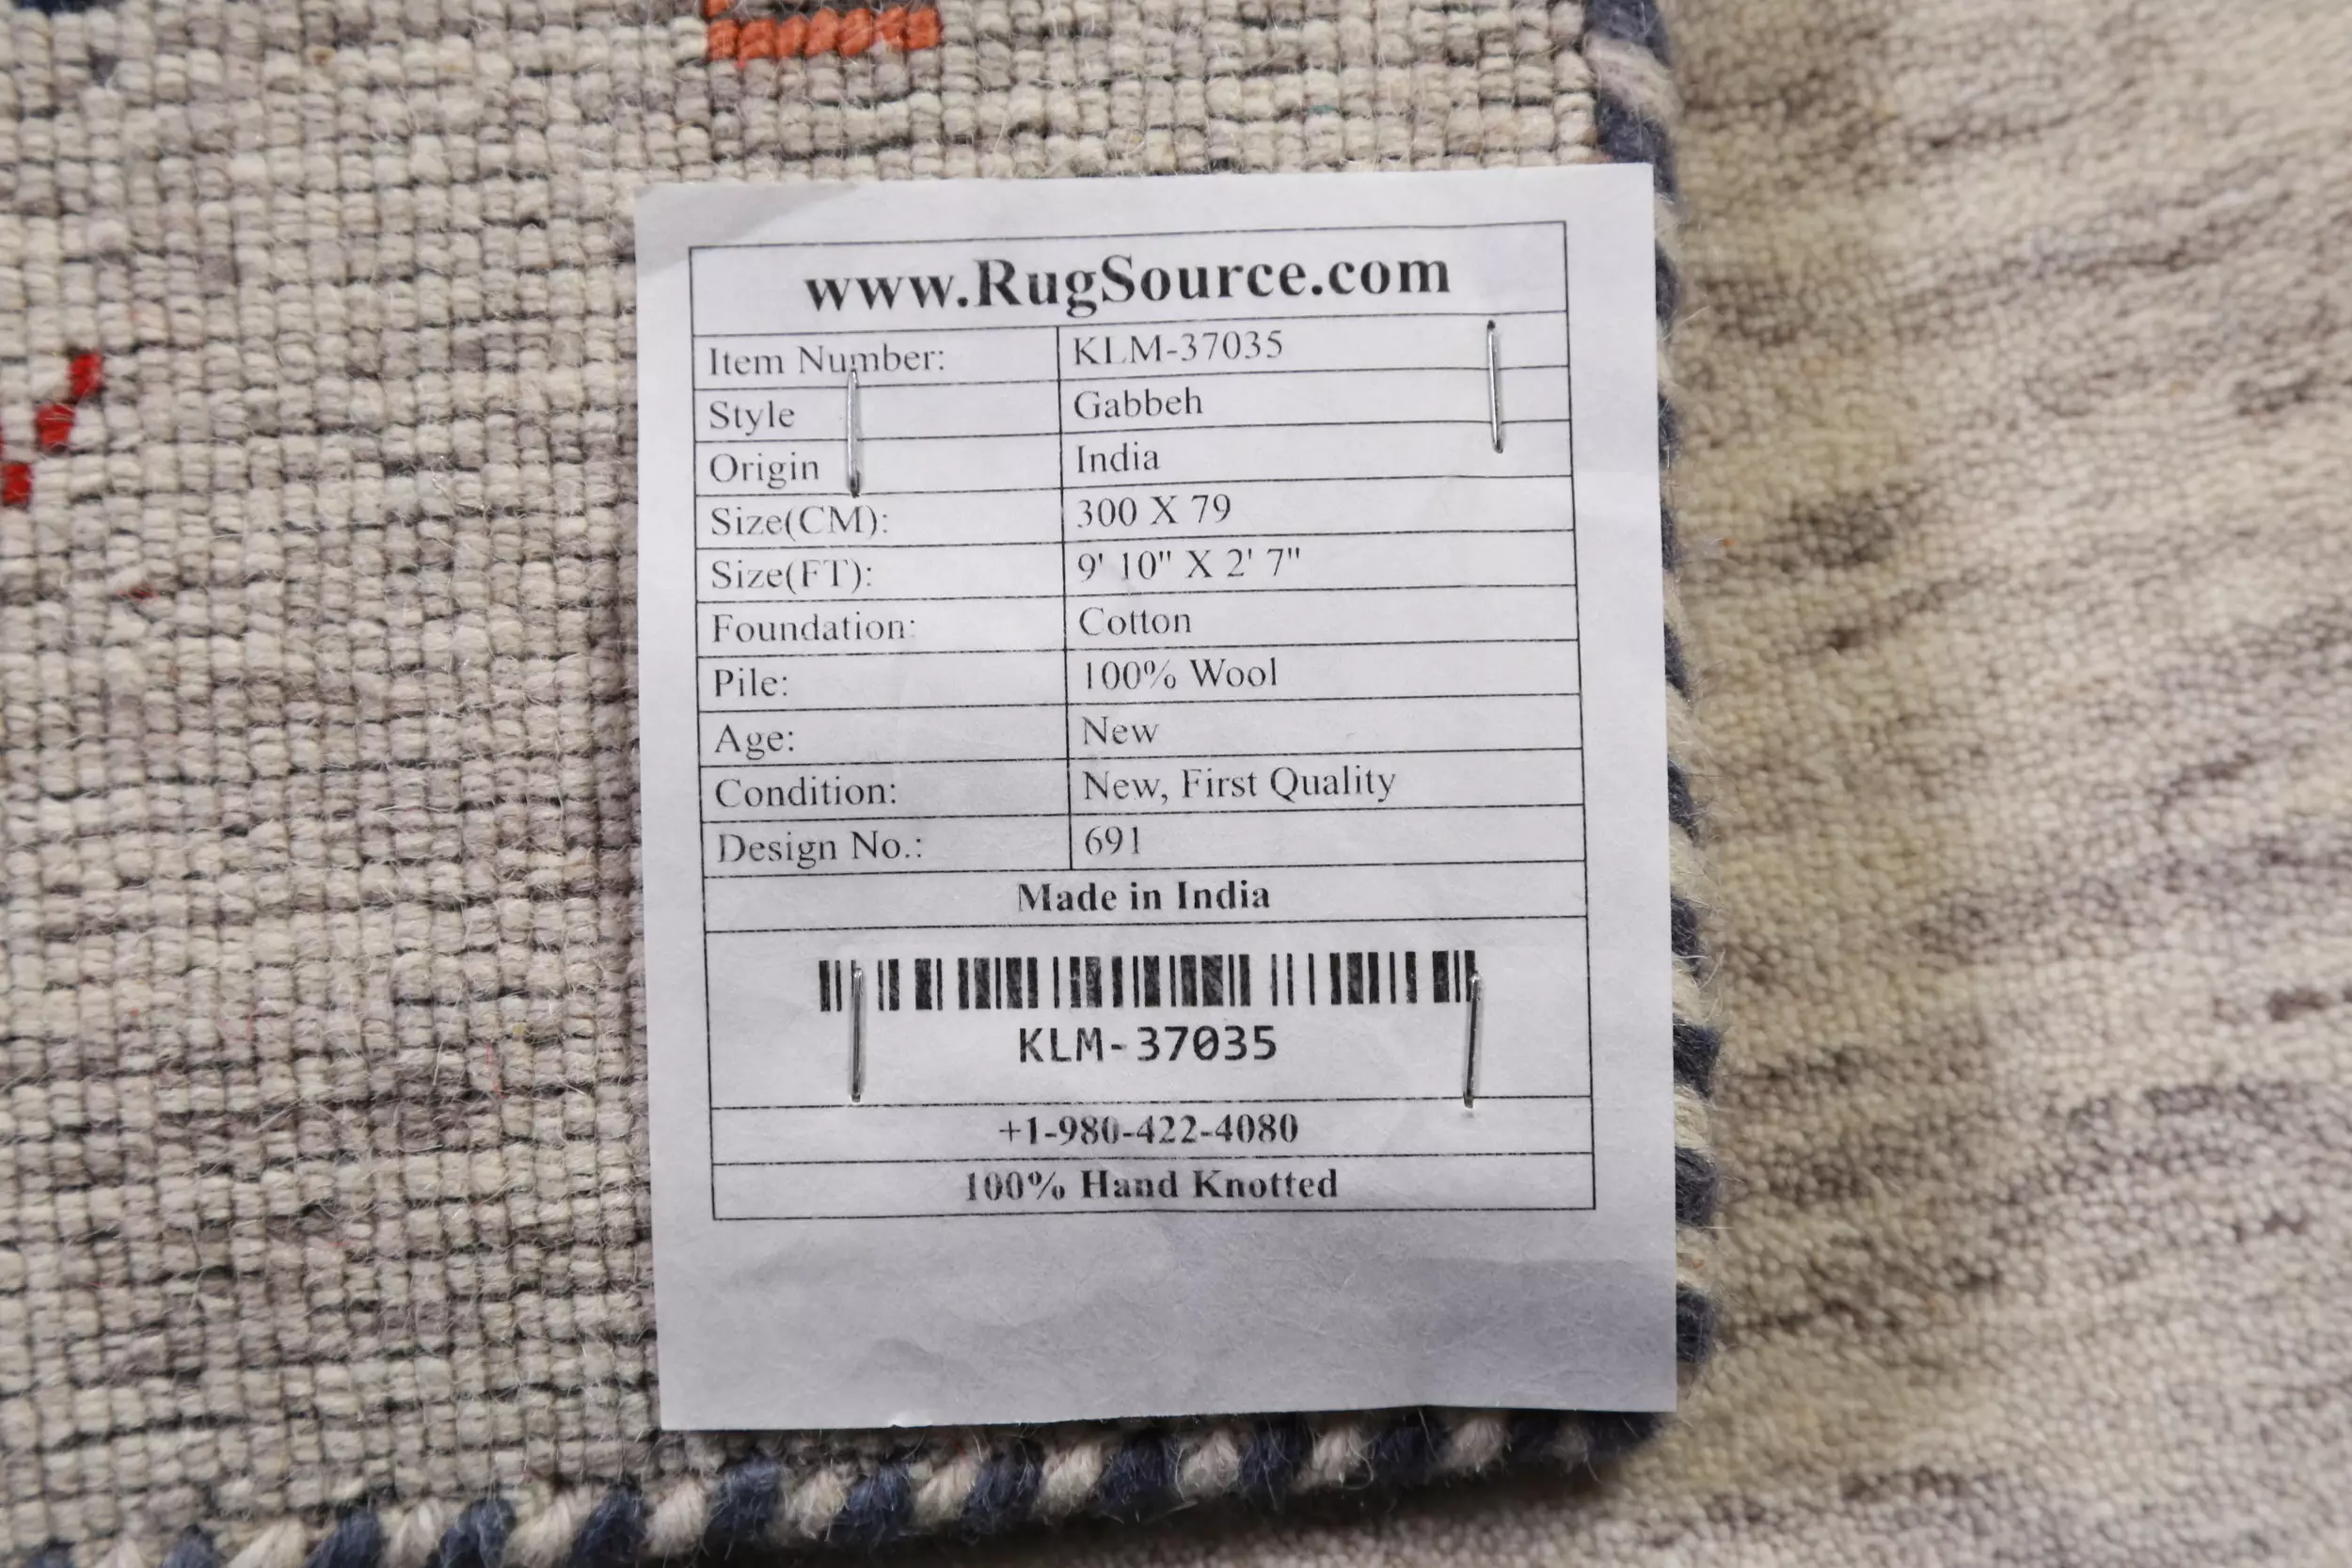 www.RugSource.com
Item Number: KLM-37035
Style Gabbeh
Origin India
Size(CM): 300 X 79
Size(FT): 9' 10" X 2' 7"
Foundation: Cotton
Pile: 100% Wool
Age: New
Condition: New, First Quality
Design No.: 691
Made in India
KLM-37035
+1-980-422-4080
100% Hand Knotted